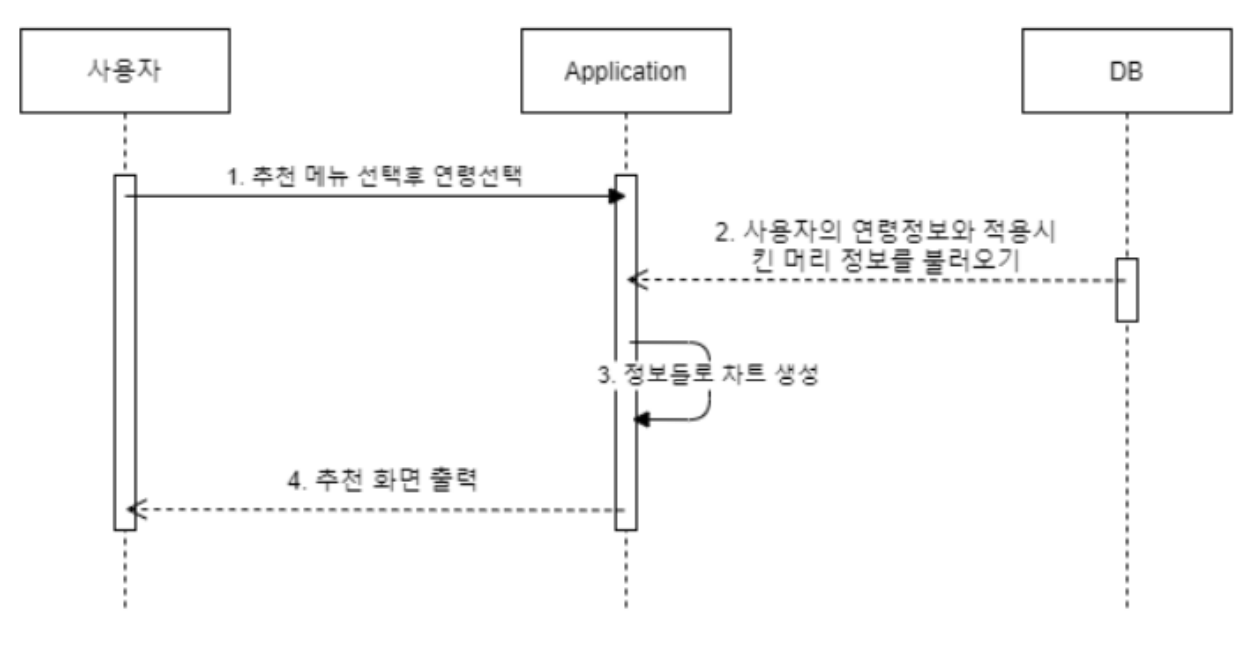 사용자
Application
DB
1. 추천 메뉴 선택후 연령선택
2. 사용자의 연령정보와 적용시
킨 머리 정보를 불러오기
3. 정보들로 차트 생성
4. 추천 화면 출력